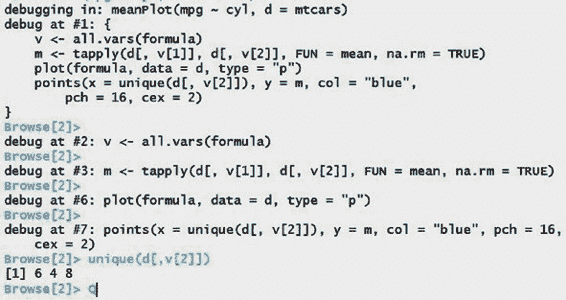 debugging in: meanPlot(mpg ~ cyl, d = mtcars)
debug at #1: {
    v <- all.vars(formula)
    m <- tapply(d[, v[1]], d[, v[2]], FUN = mean, na.rm = TRUE)
    plot(formula, data = d, type = "p")
    points(x = unique(d[, v[2]]), y = m, col = "blue",
        pch = 16, cex = 2)
}
Browse[2]>
debug at #2: v <- all.vars(formula)
Browse[2]>
debug at #3: m <- tapply(d[, v[1]], d[, v[2]], FUN = mean, na.rm = TRUE)
Browse[2]>
debug at #6: plot(formula, data = d, type = "p")
Browse[2]>
debug at #7: points(x = unique(d[, v[2]]), y = m, col = "blue", pch = 16,
    cex = 2)
Browse[2]> unique(d[,v[2]])
[1] 6 4 8
Browse[2]> Q